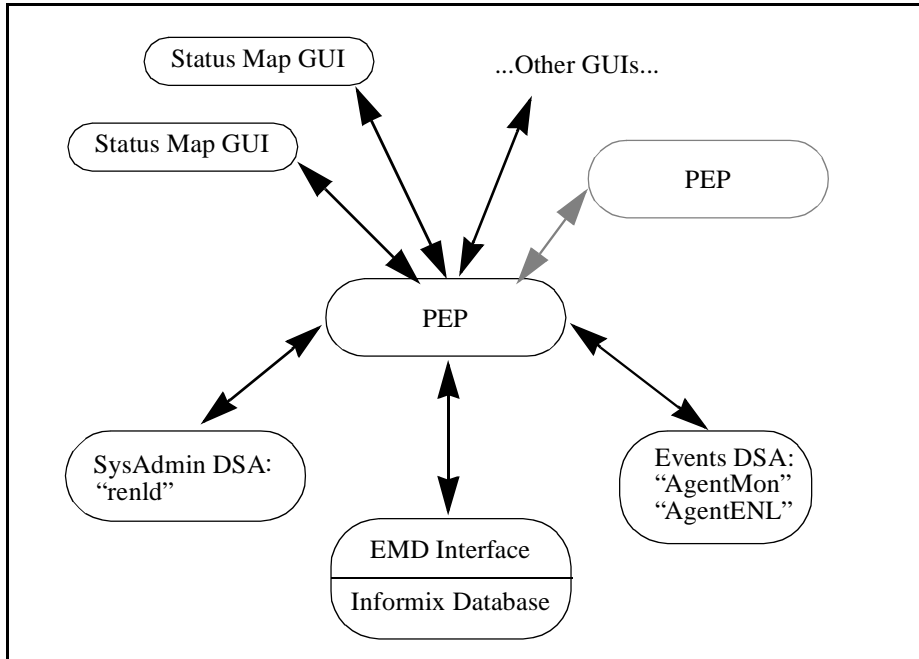 Status Map GUI
...Other GUIs...
Status Map GUI
PEP
PEP
SysAdmin DSA:
“renld”
Events DSA:
“AgentMon”
“AgentENL”
EMD Interface
Informix Database